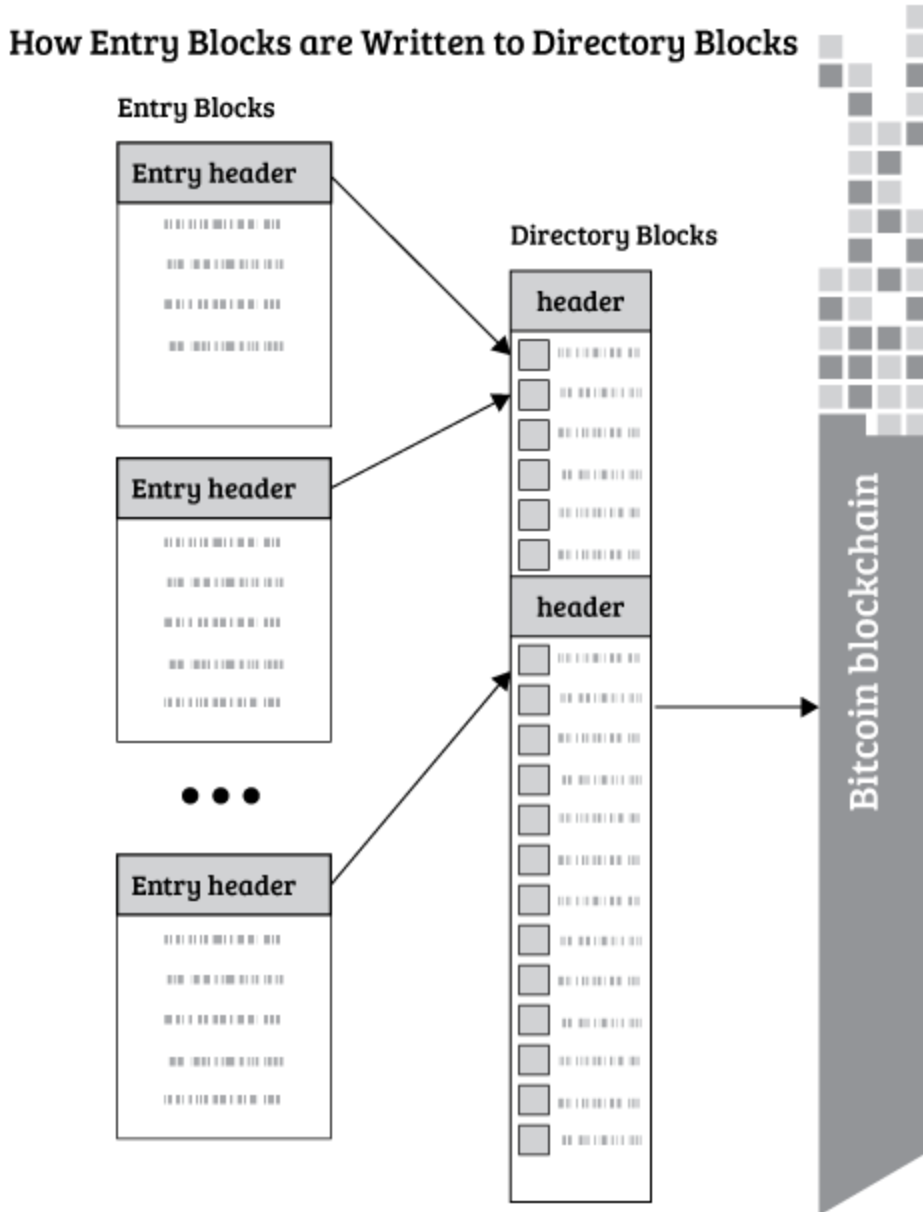 How Entry Blocks are Written to Directory Blocks
Entry Blocks
Entry header
Entry header
Entry header
Directory Blocks
header
header
Bitcoin blockchain